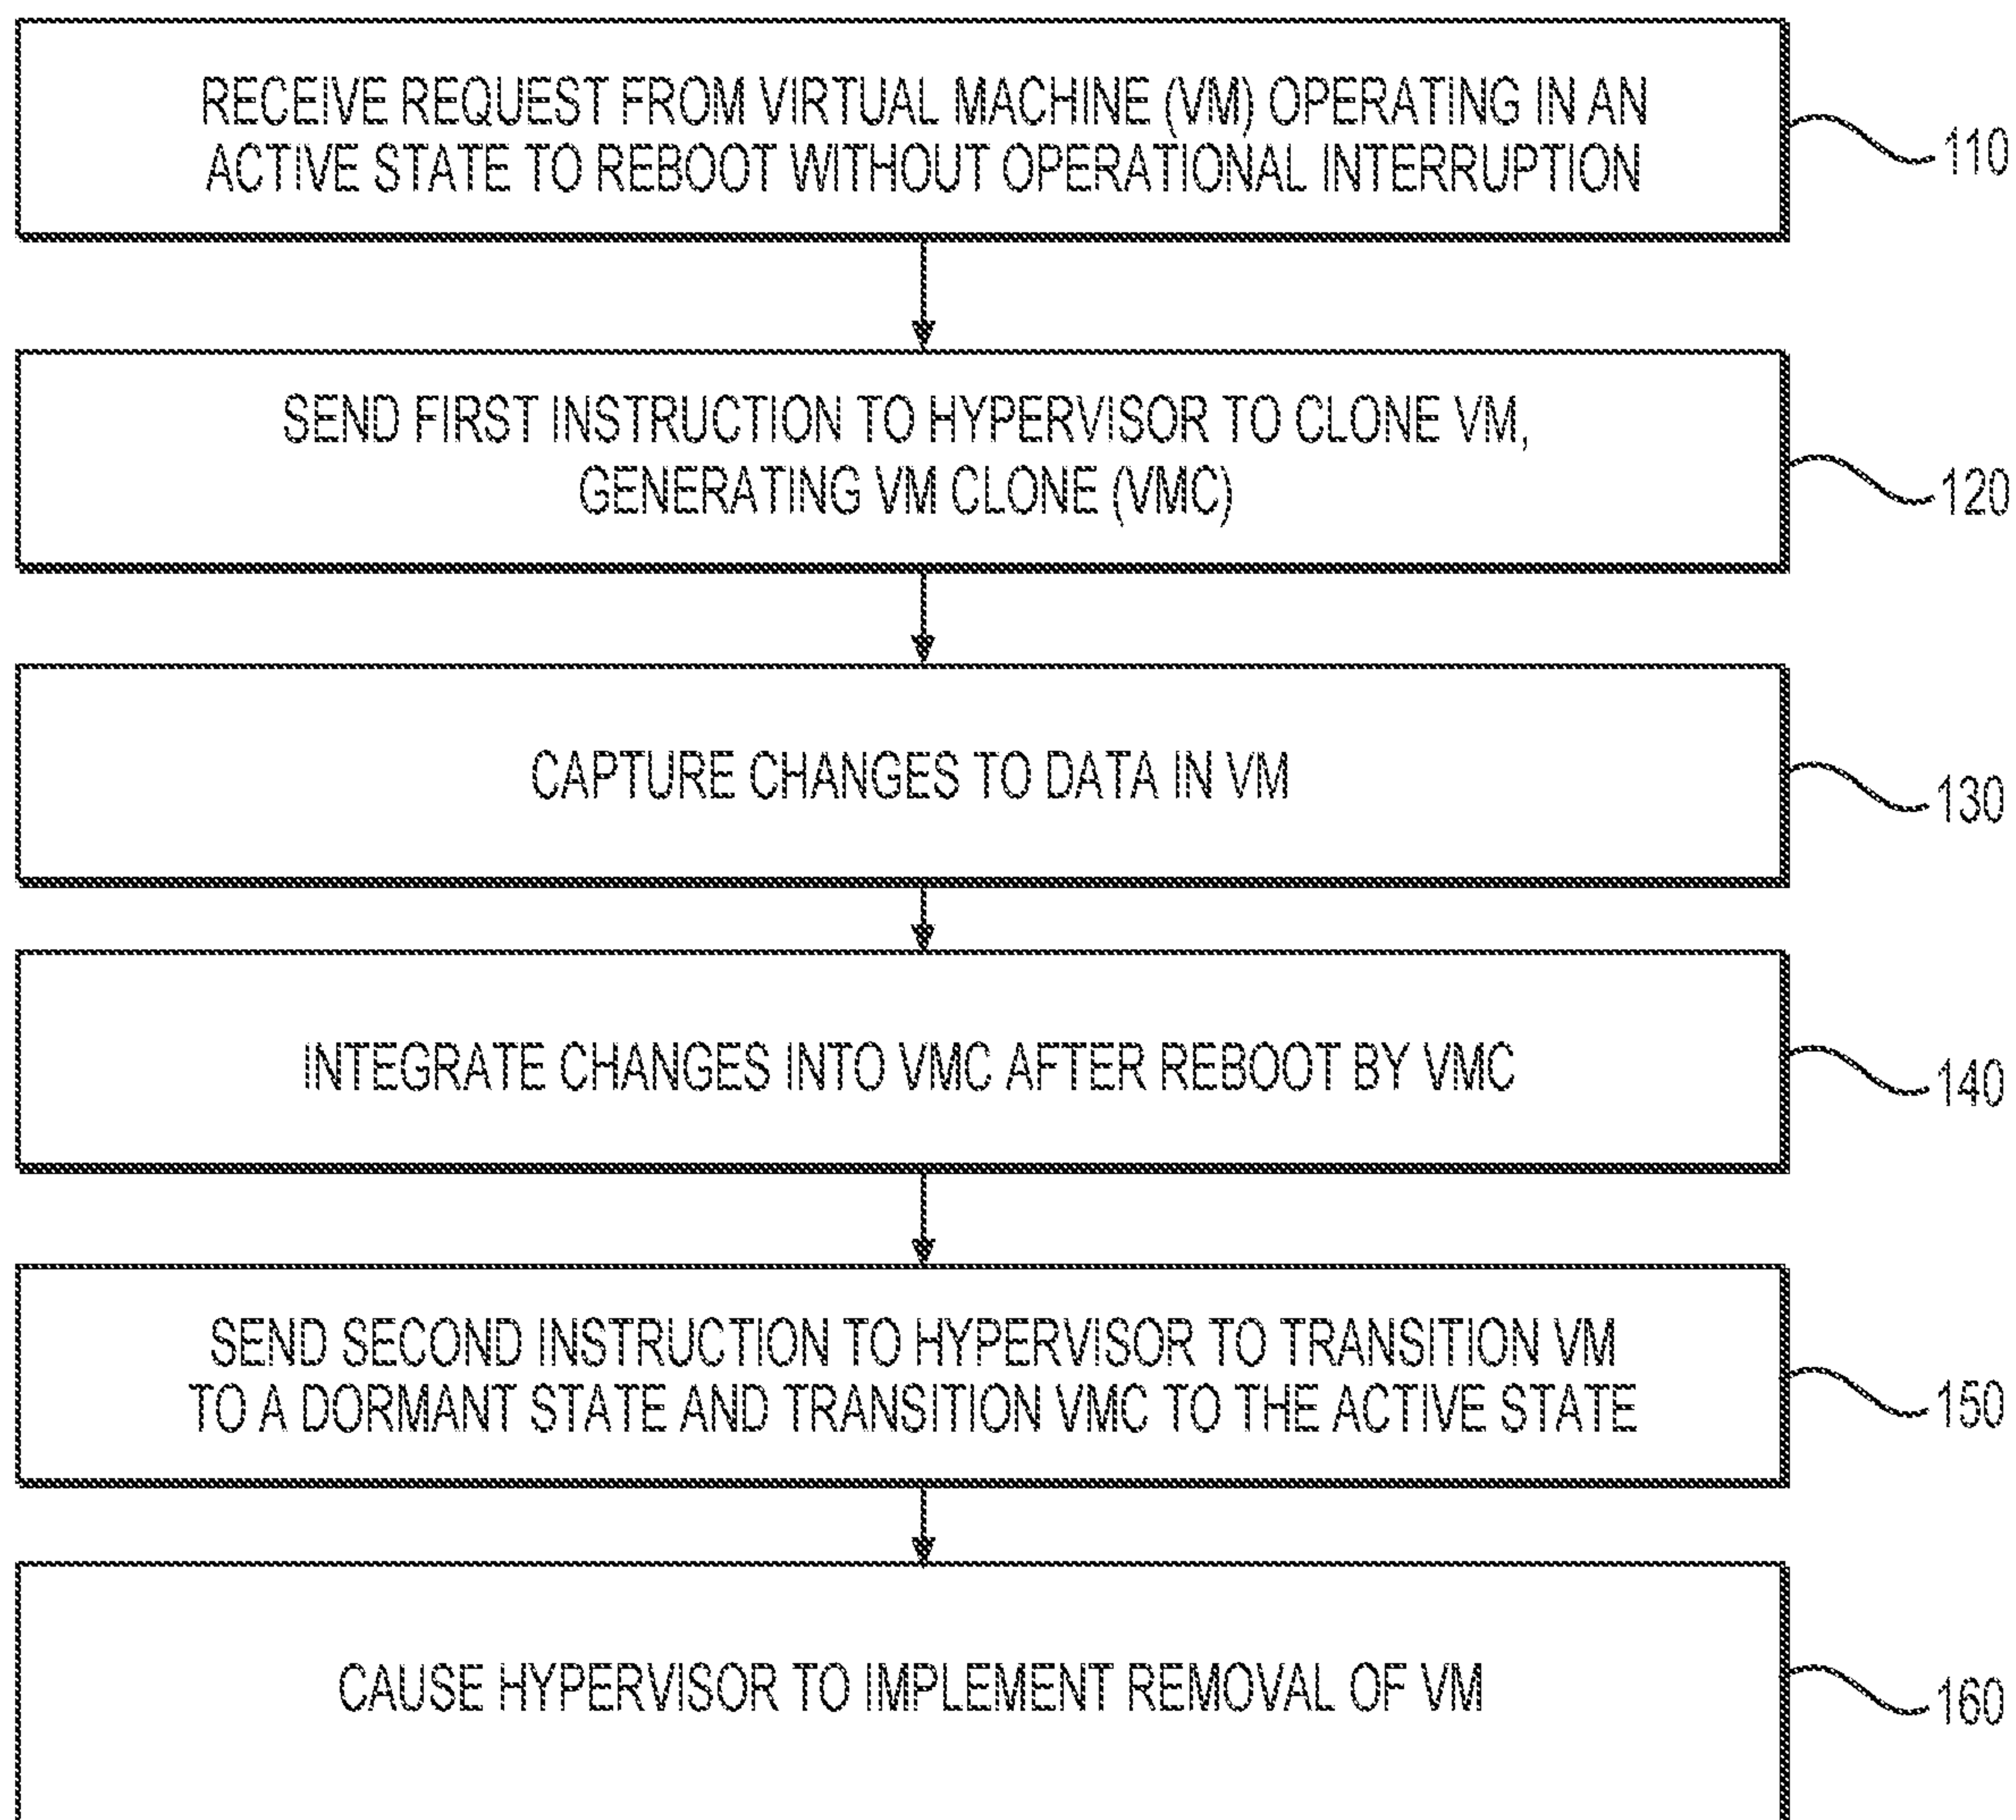 RECEIVE REQUEST FROM VIRTUAL MACHINE (VM) OPERATING IN AN
ACTIVE STATE TO REBOOT WITHOUT OPERATIONAL INTERRUPTION
110
SEND FIRST INSTRUCTION TO HYPERVISOR TO CLONE VM,
GENERATING VM CLONE (VMC)
120
CAPTURE CHANGES TO DATA IN VM
130
INTEGRATE CHANGES INTO VMC AFTER REBOOT BY VMC
140
SEND SECOND INSTRUCTION TO HYPERVISOR TO TRANSITION VM
TO A DORMANT STATE AND TRANSITION VMC TO THE ACTIVE STATE
150
CAUSE HYPERVISOR TO IMPLEMENT REMOVAL OF VM
160